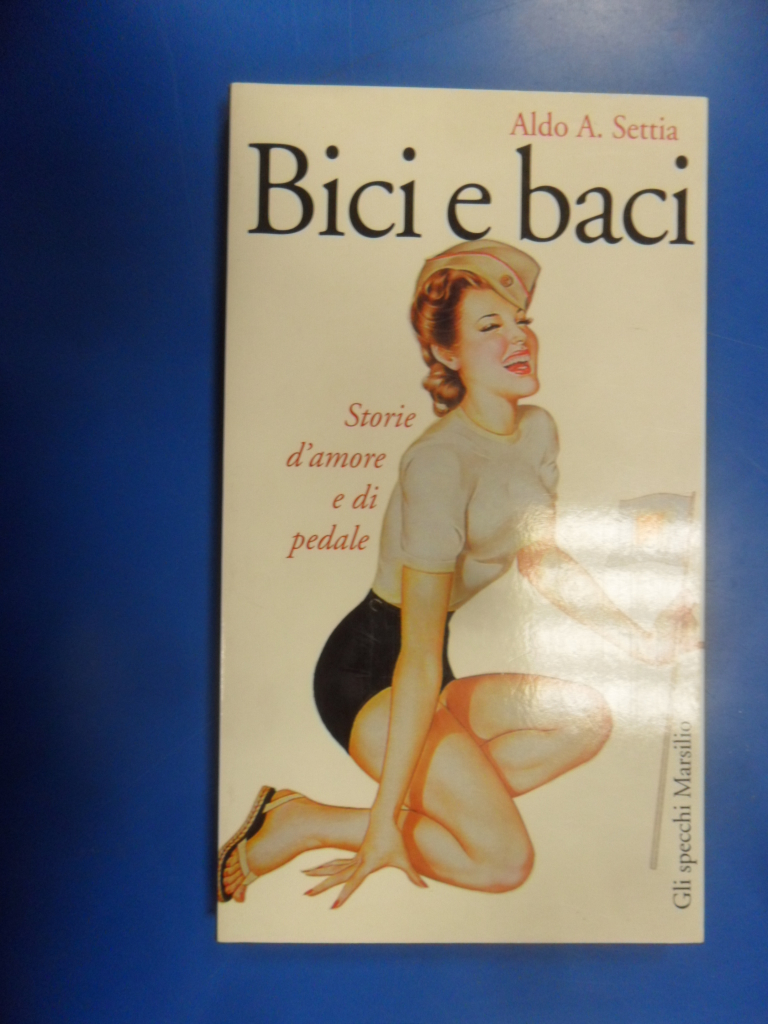 Aldo A. Settia
Bici e baci
Storie
d'amore
e di
pedale
Gli specchi Marsilio